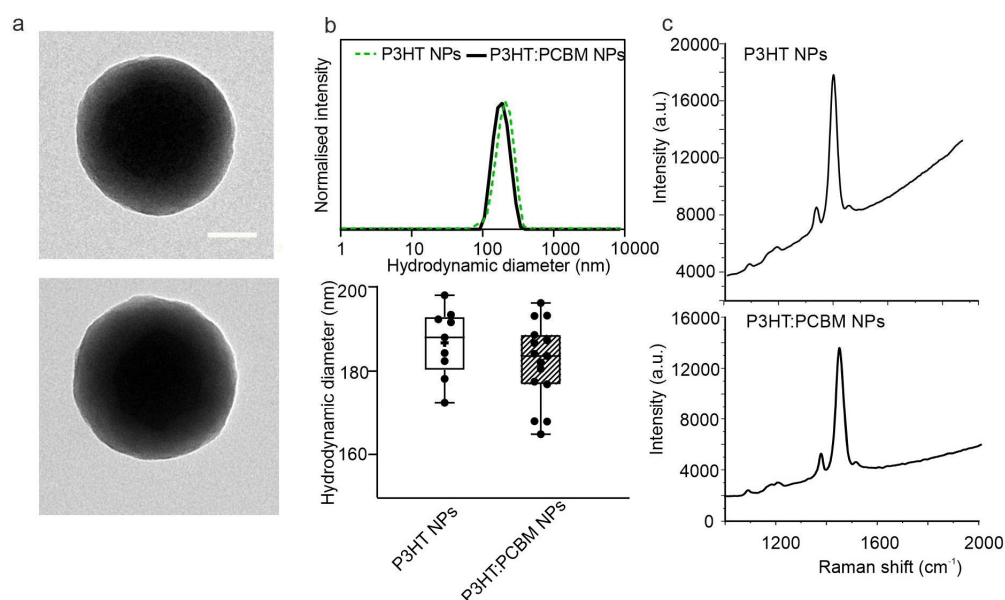 a
b
P3HT NPs P3HT:PCBM NPs
Normalised intensity
1 10 100 1000 10000
Hydrodynamic diameter (nm)
Hydrodynamic diameter (nm)
200
180
160
P3HT NPs
P3HT:PCBM NPs
c
P3HT NPs
Intensity (a.u.)
20000
16000
12000
8000
4000
P3HT:PCBM NPs
Intensity (a.u.)
16000
12000
8000
4000
0
1200 1600 2000
Raman shift (cm⁻¹)